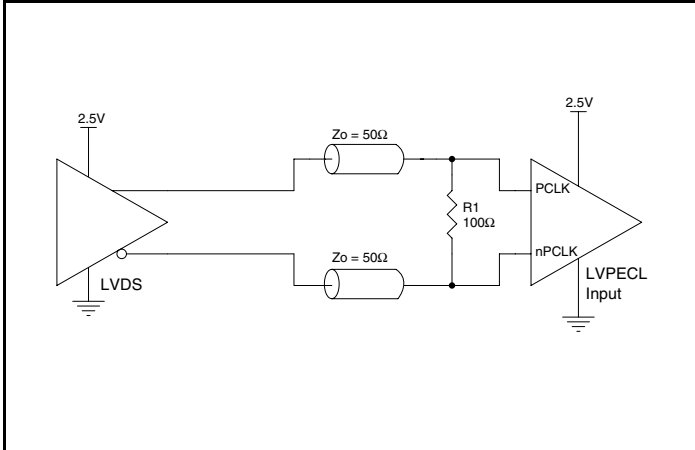 2.5V
2.5V
Zo = 50Ω
PCLK
R1
100Ω
nPCLK
Zo = 50Ω
LVDS
LVPECL
Input